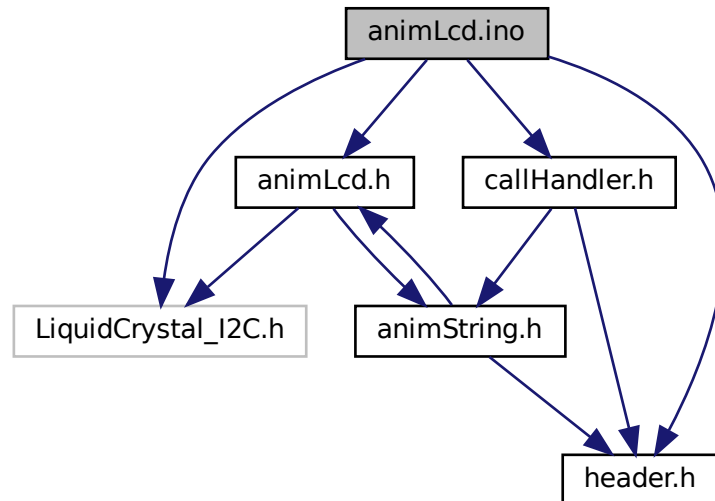 animLcd.ino
animLcd.h
callHandler.h
LiquidCrystal_I2C.h
animString.h
header.h